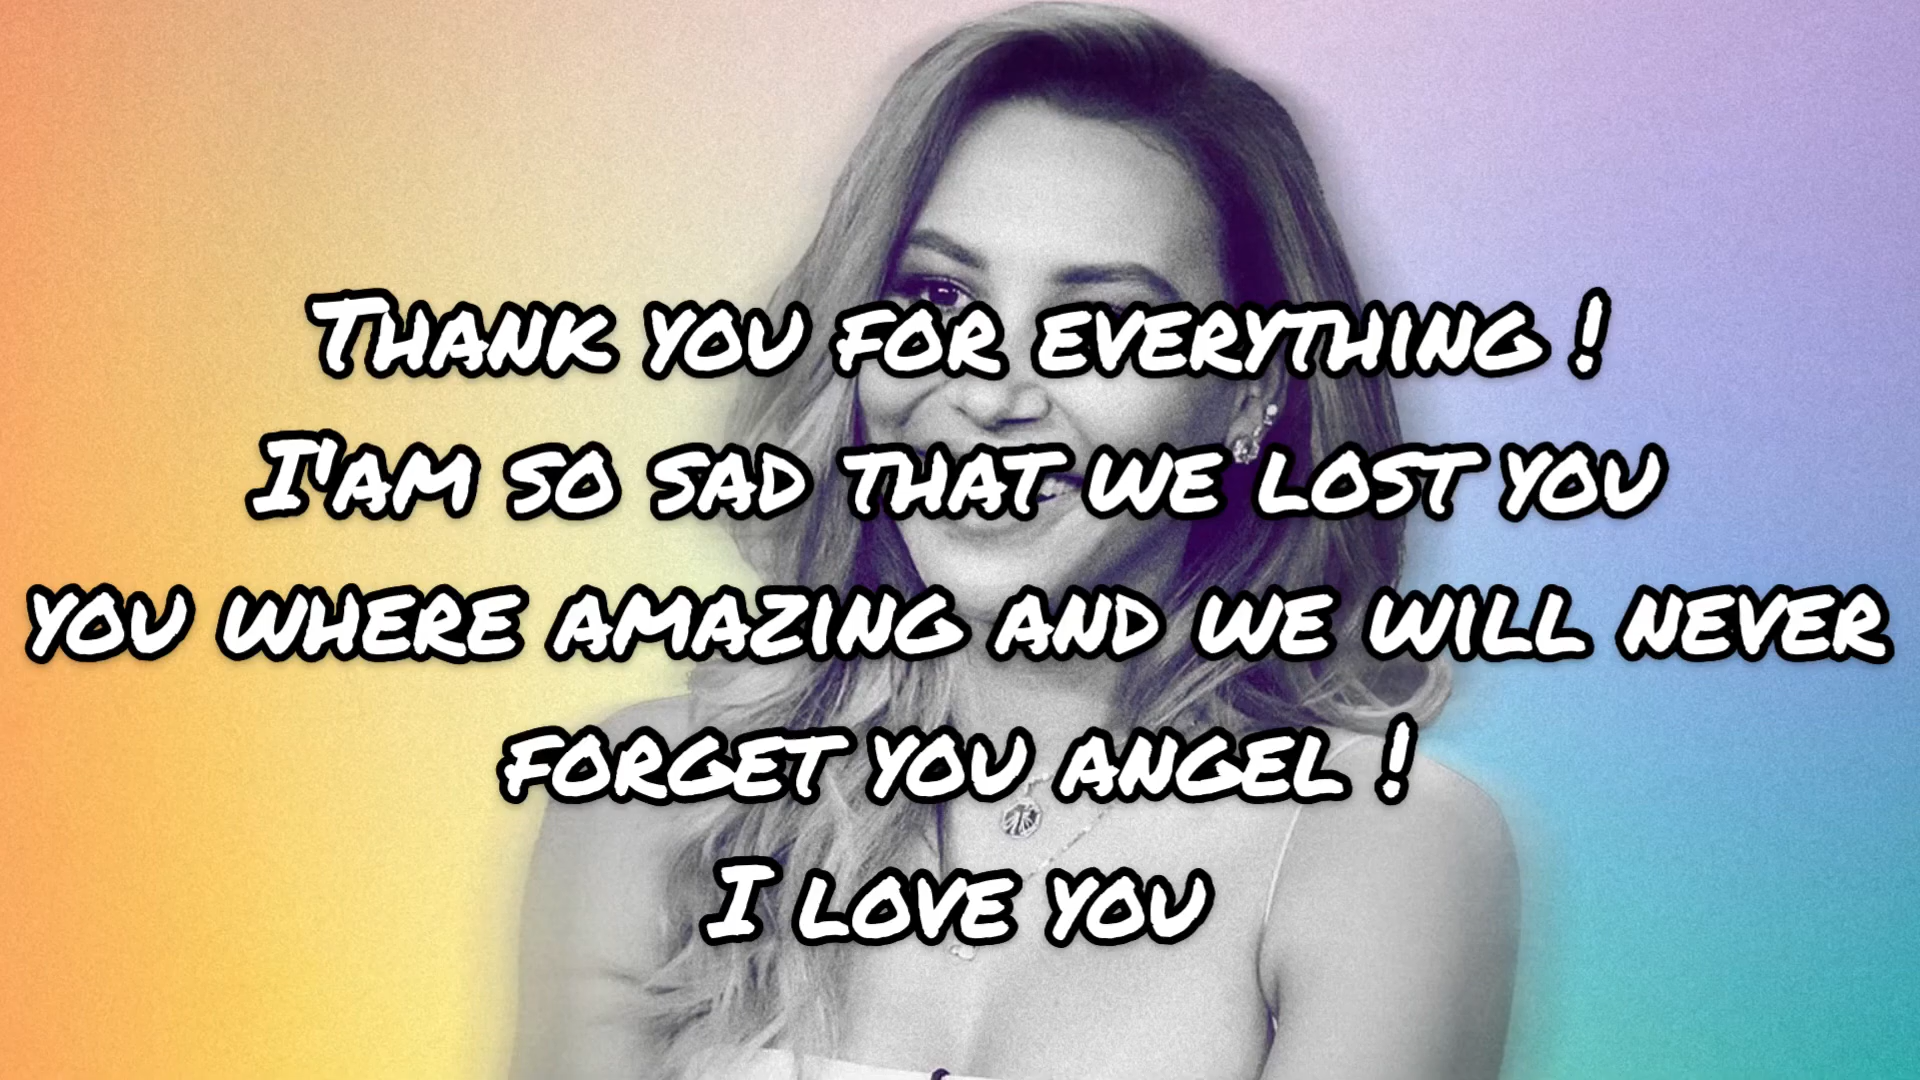 Thank you for everything !
I'am so sad that we lost you
you where amazing and we will never
forget you angel !
I love you